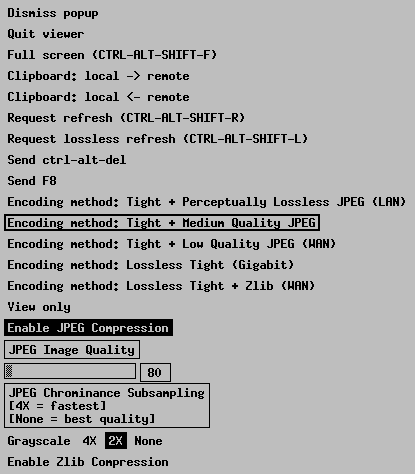 Dismiss popup
Quit viewer
Full screen (CTRL-ALT-SHIFT-F)
Clipboard: local -> remote
Clipboard: local <- remote
Request refresh (CTRL-ALT-SHIFT-R)
Request lossless refresh (CTRL-ALT-SHIFT-L)
Send ctrl-alt-del
Send F8
Encoding method: Tight + Perceptually Lossless JPEG (LAN)
Encoding method: Tight + Medium Quality JPEG
Encoding method: Tight + Low Quality JPEG (WAN)
Encoding method: Lossless Tight (Gigabit)
Encoding method: Lossless Tight + Zlib (WAN)
View only
Enable JPEG Compression
JPEG Image Quality
80
JPEG Chrominance Subsampling
[4X = fastest]
[None = best quality]
Grayscale 4X 2X None
Enable Zlib Compression